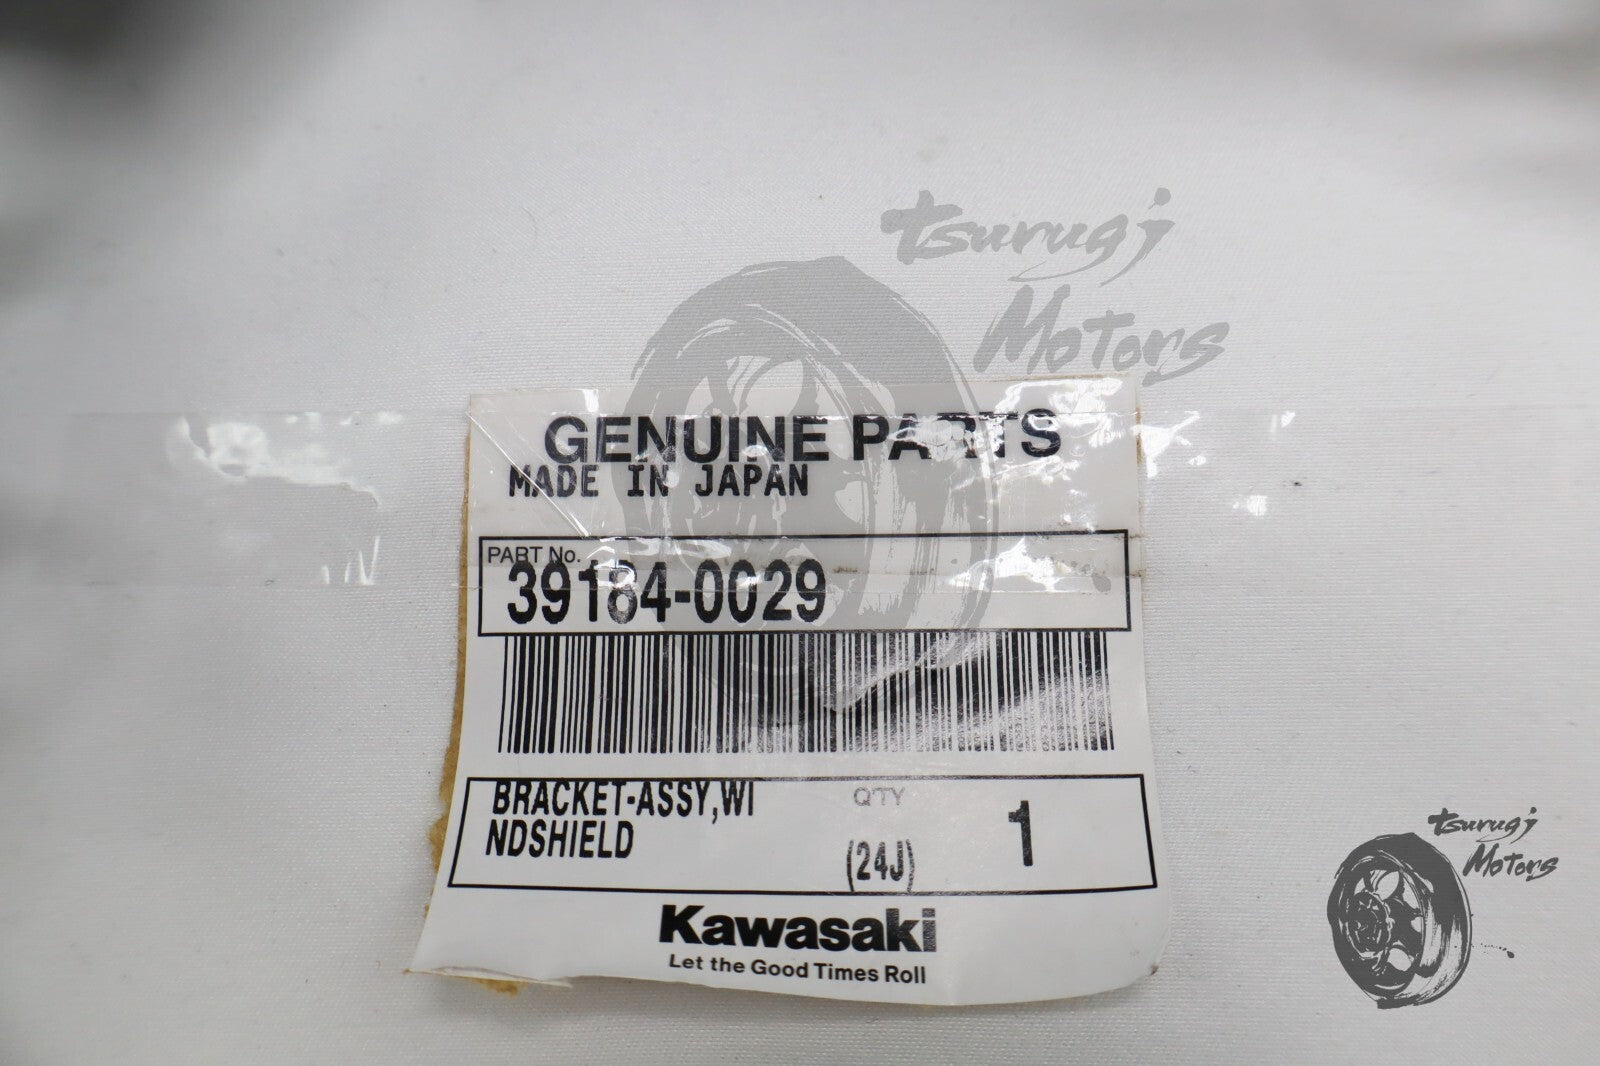 tsurugi
Motors
GENUINE PARTS
MADE IN JAPAN
PART No.
39184-0029
BRACKET-ASSY,WI
NDSHIELD
Q'TY
(24J)
1
Kawasaki
Let the Good Times Roll
tsurugi
Motors